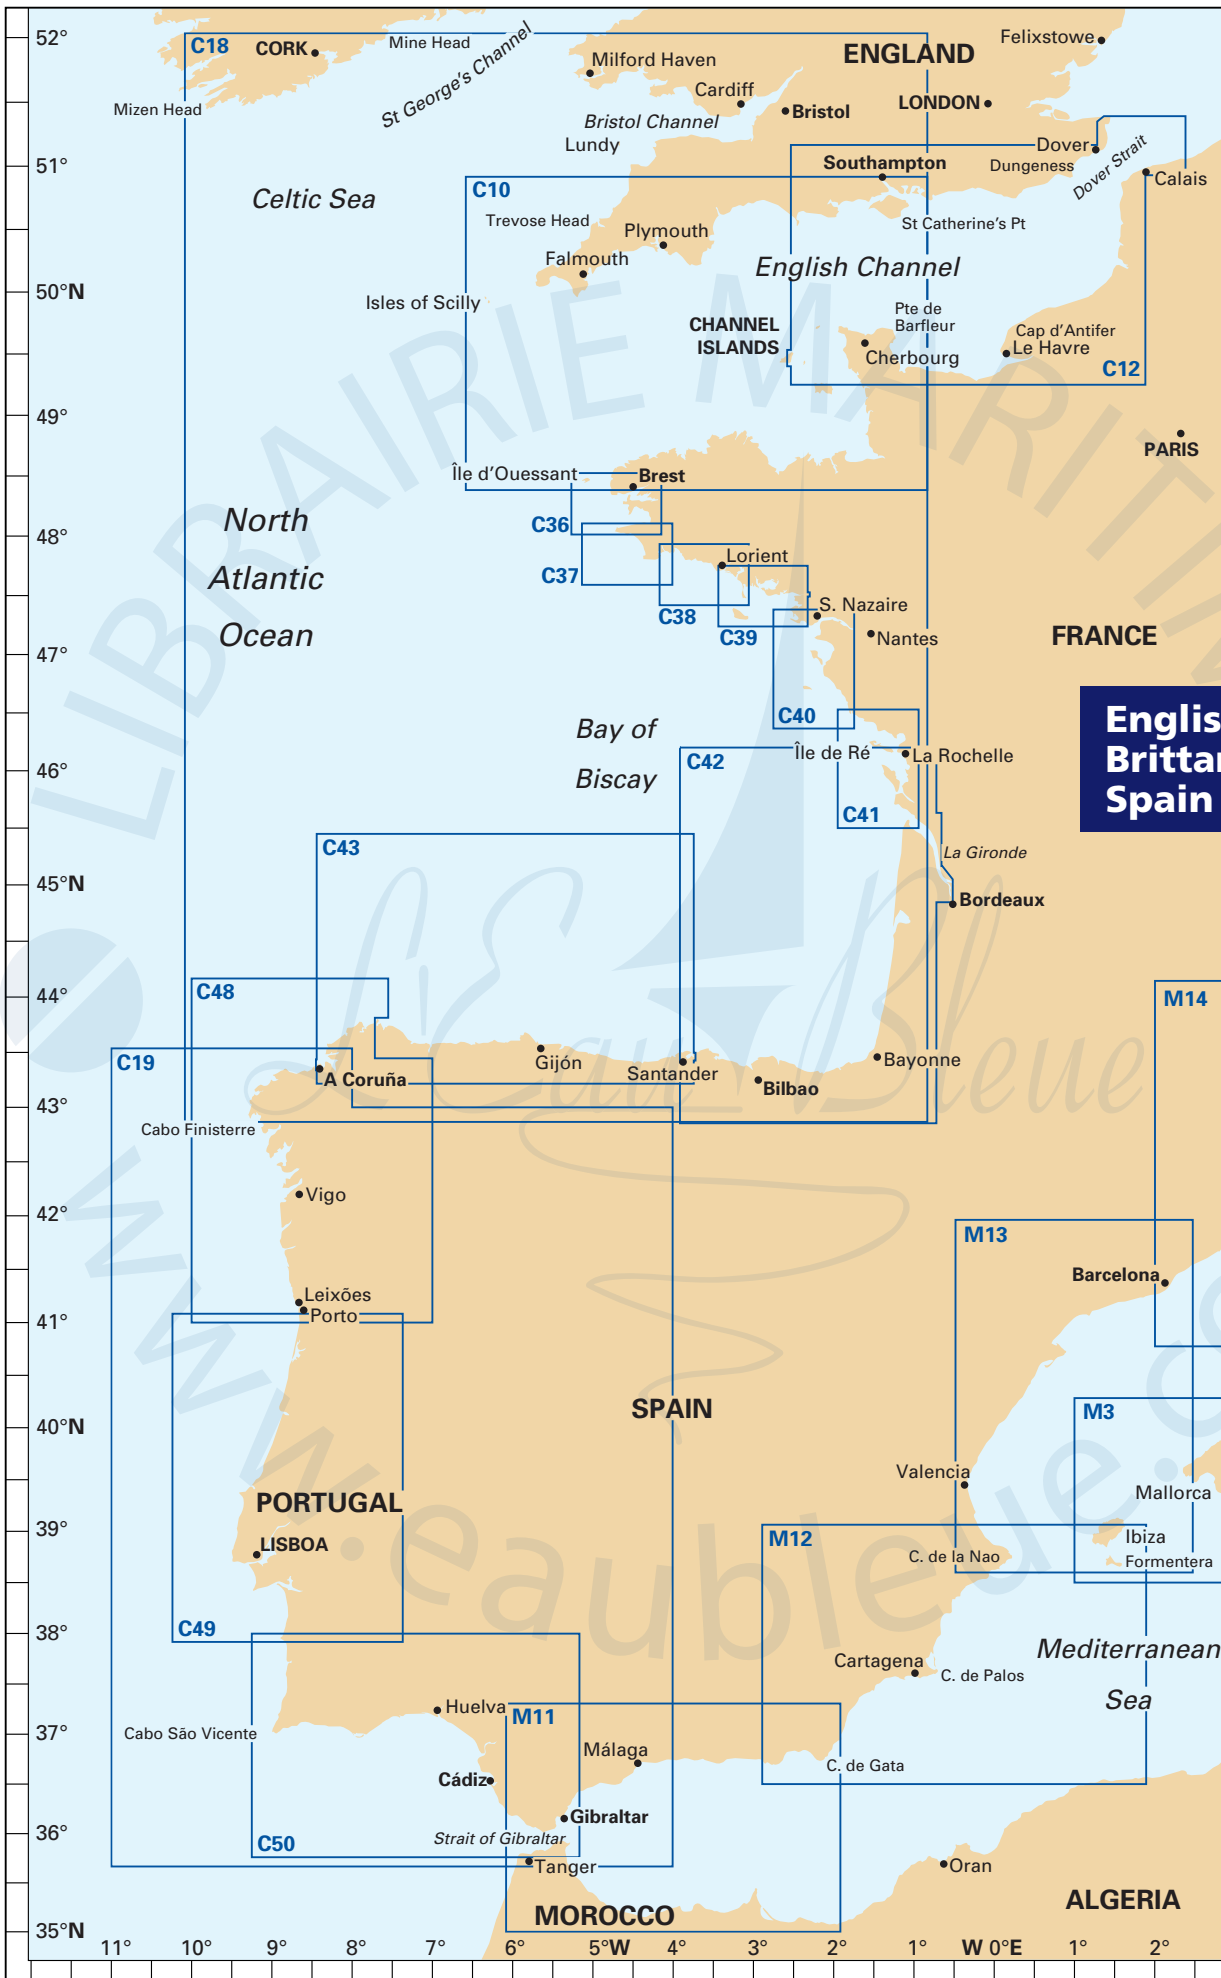 52°
C18
CORK
Mine Head
St George's Channel
Milford Haven
ENGLAND
Felixstowe
Mizen Head
Cardiff
Bristol
LONDON
Bristol Channel
Lundy
51°
Dover
Dungeness
Dover Strait
Calais
Southampton
Celtic Sea
C10
Trevose Head
Plymouth
St Catherine's Pt
Falmouth
English Channel
50°N
Isles of Scilly
CHANNEL
ISLANDS
Pte de
Barfleur
Cherbourg
Cap d'Antifer
Le Havre
C12
49°
PARIS
Île d'Ouessant
Brest
North
Atlantic
Ocean
48°
C36
C37
Lorient
C38
C39
S. Nazaire
Nantes
FRANCE
47°
C40
Bay of
Biscay
Englis
Brittan
Spain
46°
C42
Île de Ré
La Rochelle
C41
C43
La Gironde
45°N
Bordeaux
44°
C48
M14
C19
A Coruña
Gijón
Santander
Bilbao
Bayonne
43°
Cabo Finisterre
Vigo
42°
M13
Barcelona
Leixões
Porto
41°
40°N
SPAIN
M3
Valencia
Mallorca
PORTUGAL
39°
LISBOA
M12
C. de la Nao
Ibiza
Formentera
38°
C49
Mediterranean
Sea
Cartagena
C. de Palos
Huelva
M11
37°
Cabo São Vicente
Málaga
C. de Gata
Cádiz
Gibraltar
36°
C50
Strait of Gibraltar
Tanger
Oran
MOROCCO
ALGERIA
35°N
11° 10° 9° 8° 7° 6° 5°W 4° 3° 2° 1° W 0°E 1° 2°
LIBRAIRIE MARITIM
L'Eau Bleue
www.eaubleue.c